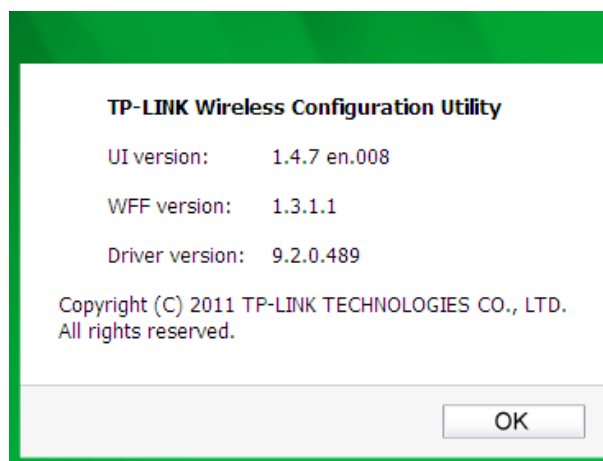 TP-LINK Wireless Configuration Utility
UI version: 1.4.7 en.008
WFF version: 1.3.1.1
Driver version: 9.2.0.489
Copyright (C) 2011 TP-LINK TECHNOLOGIES CO., LTD.
All rights reserved.
OK